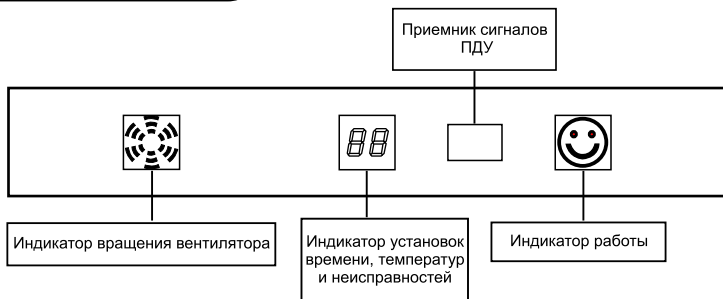 Приемник сигналов
ПДУ
88
Индикатор вращения вентилятора
Индикатор установок
времени, температур
и неисправностей
Индикатор работы